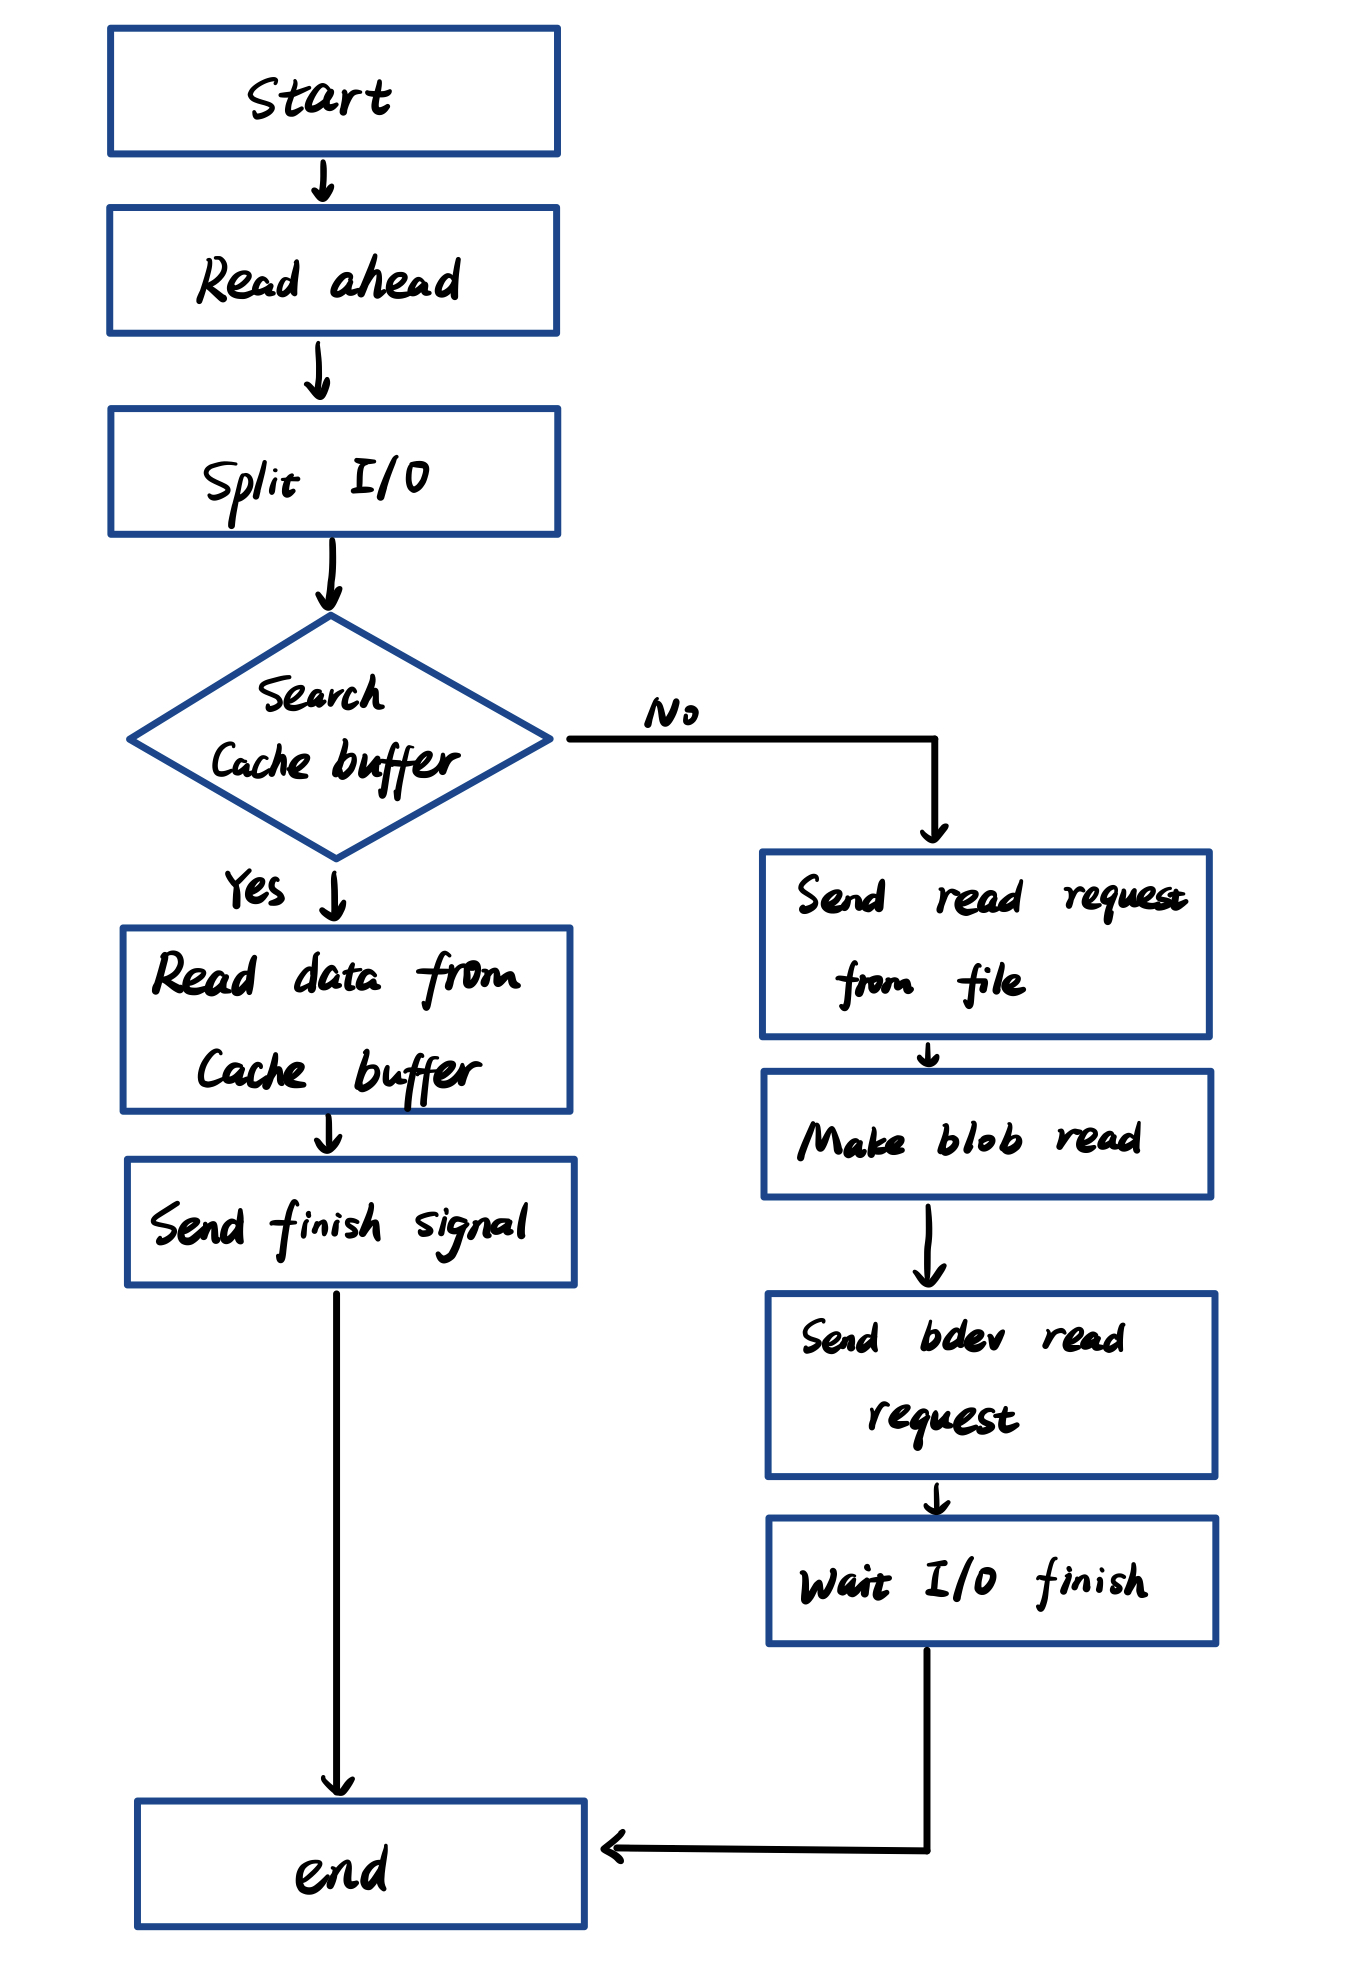 Start
Read ahead
Split I/O
Search
Cache buffer
No
Yes
Read data from
Cache buffer
Send finish signal
Send read request
from file
Make blob read
Send bdev read
request
Wait I/O finish
end